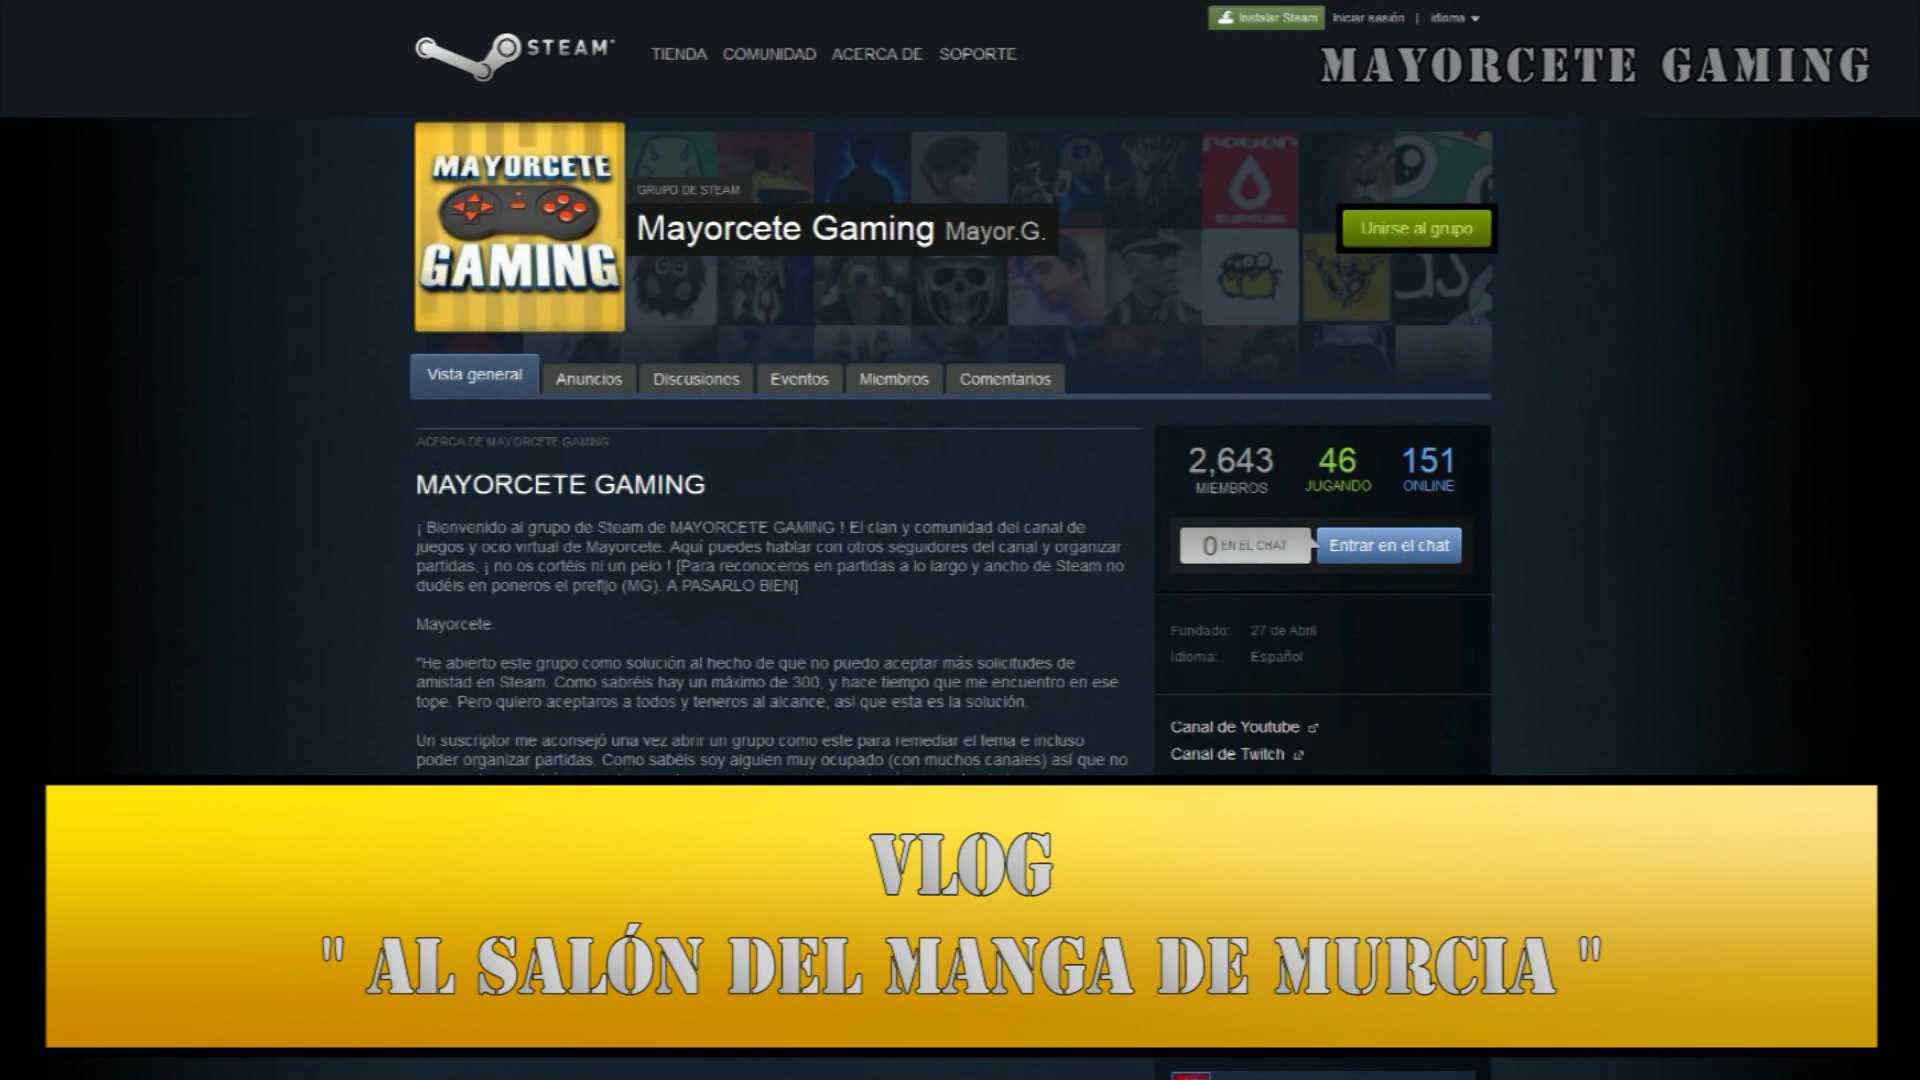 Instalar Steam Iniciar sesión | idioma
STEAM TIENDA COMUNIDAD ACERCA DE SOPORTE
MAYORCETE GAMING
MAYORCETE
GAMING
GRUPO DE STEAM
Mayorcete Gaming Mayor.G.
Unirse al grupo
Vista general Anuncios Discusiones Eventos Miembros Comentarios
ACERCA DE MAYORCETE GAMING
MAYORCETE GAMING
¡ Bienvenido al grupo de Steam de MAYORCETE GAMING ! El clan y comunidad del canal de
juegos y ocio virtual de Mayorcete. Aquí puedes hablar con otros seguidores del canal y organizar
partidas, ¡ no os cortéis ni un pelo ! [Para reconoceros en partidas a lo largo y ancho de Steam no
dudéis en poneros el prefijo (MG). A PASARLO BIEN]
Mayorcete.
"He abierto este grupo como solución al hecho de que no puedo aceptar más solicitudes de
amistad en Steam. Como sabréis hay un máximo de 300, y hace tiempo que me encuentro en ese
tope. Pero quiero aceptaros a todos y teneros al alcance, así que esta es la solución.
Un suscriptor me aconsejó una vez abrir un grupo como este para remediar el tema e incluso
poder organizar partidas. Como sabéis soy alguien muy ocupado (con muchos canales) así que no
2,643 46 151
MIEMBROS JUGANDO ONLINE
0 EN EL CHAT Entrar en el chat
Fundado: 27 de Abril
Idioma: Español
Canal de Youtube
Canal de Twitch
VLOG
" AL SALÓN DEL MANGA DE MURCIA "